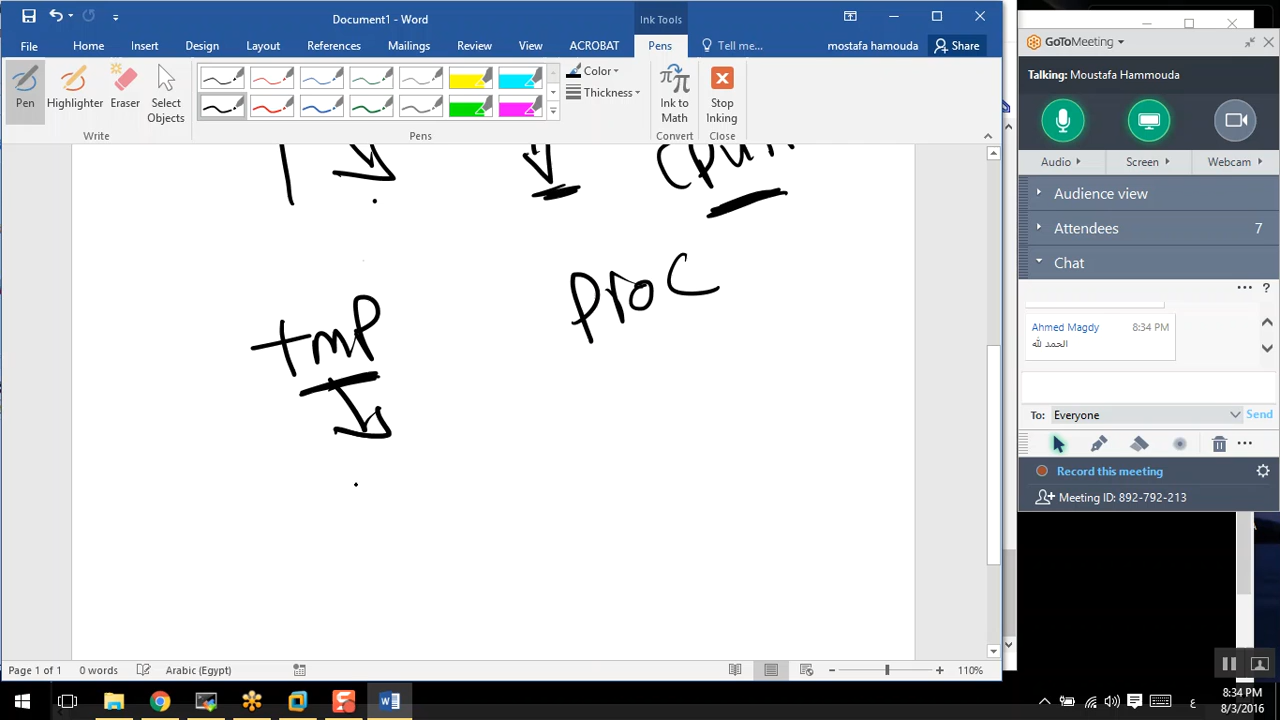 Document1 - Word
Ink Tools
GoToMeeting
File
Home
Insert
Design
Layout
References
Mailings
Review
View
ACROBAT
Pens
Tell me...
mostafa hamouda
Share
Talking: Moustafa Hammouda
Pen
Highlighter
Eraser
Select Objects
Color
Thickness
Ink to Math
Stop Inking
Write
Pens
Convert
Close
Audio
Screen
Webcam
Audience view
Attendees
7
Chat
Ahmed Magdy
8:34 PM
الحمد لله
proc
tmp
To:
Everyone
Send
Record this meeting
Meeting ID: 892-792-213
Page 1 of 1
0 words
Arabic (Egypt)
110%
ع
8:34 PM
8/3/2016